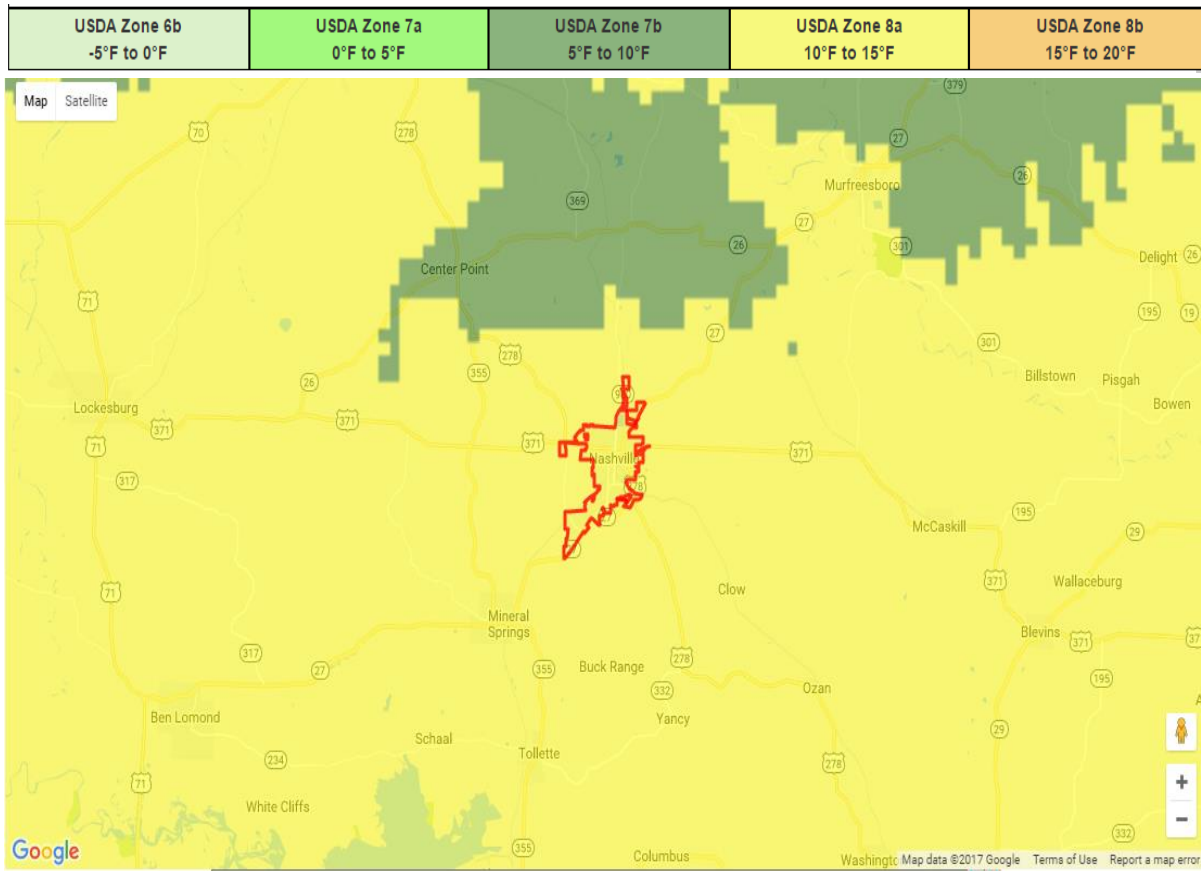 USDA Zone 6b
-5°F to 0°F
USDA Zone 7a
0°F to 5°F
USDA Zone 7b
5°F to 10°F
USDA Zone 8a
10°F to 15°F
USDA Zone 8b
15°F to 20°F
Map
Satellite
379
70
278
27
26
Murfreesboro
369
27
26
301
Center Point
Delight
26
71
195
19
27
301
278
355
26
Billstown
Pisgah
Bowen
Lockesburg
371
371
371
Nashville
371
71
317
27
McCaskill
195
29
371
Wallaceburg
71
Clow
Mineral
Springs
Blevins
371
37
317
27
355
Buck Range
278
332
195
Ozan
Ben Lomond
Yancy
29
Schaal
Tollette
234
278
71
White Cliffs
332
355
Google
Columbus
Washington
Map data ©2017 Google
Terms of Use
Report a map error
+
−